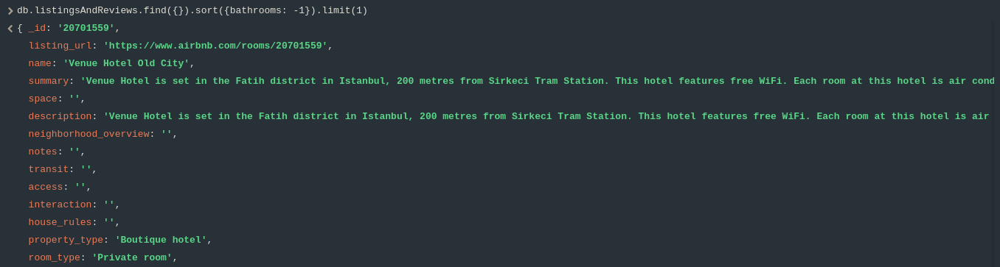 > db.listingsAndReviews.find({}).sort({bathrooms: -1}).limit(1)
< { _id: '20701559',
listing_url: 'https://www.airbnb.com/rooms/20701559',
name: 'Venue Hotel Old City',
summary: 'Venue Hotel is set in the Fatih district in Istanbul, 200 metres from Sirkeci Tram Station. This hotel features free WiFi. Each room at this hotel is air cond
space: '',
description: 'Venue Hotel is set in the Fatih district in Istanbul, 200 metres from Sirkeci Tram Station. This hotel features free WiFi. Each room at this hotel is air
neighborhood_overview: '',
notes: '',
transit: '',
access: '',
interaction: '',
house_rules: '',
property_type: 'Boutique hotel',
room_type: 'Private room',